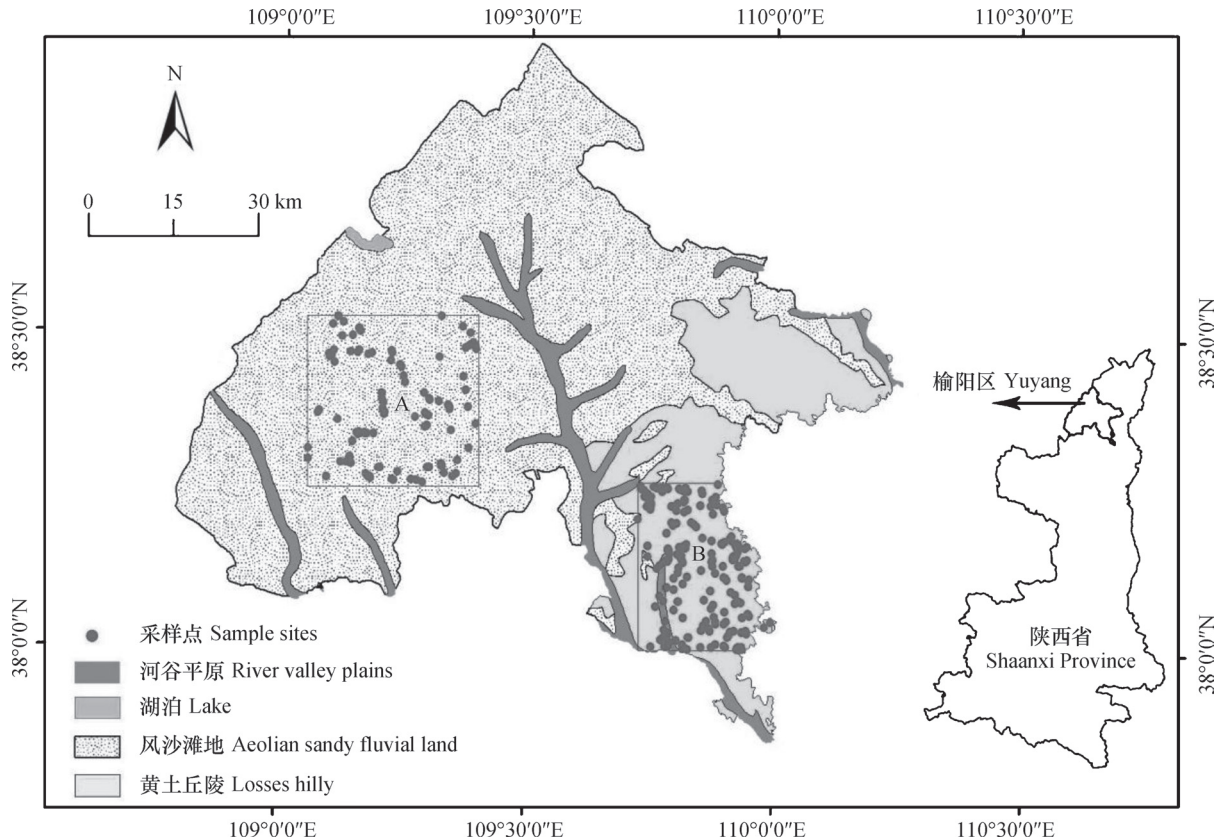 109°0′0″E
109°30′0″E
110°0′0″E
110°30′0″E
N
0 15 30 km
38°30′0″N
38°30′0″N
榆阳区 Yuyang
A
B
38°0′0″N
38°0′0″N
陕西省
Shaanxi Province
采样点 Sample sites
河谷平原 River valley plains
湖泊 Lake
风沙滩地 Aeolian sandy fluvial land
黄土丘陵 Losses hilly
109°0′0″E
109°30′0″E
110°0′0″E
110°30′0″E